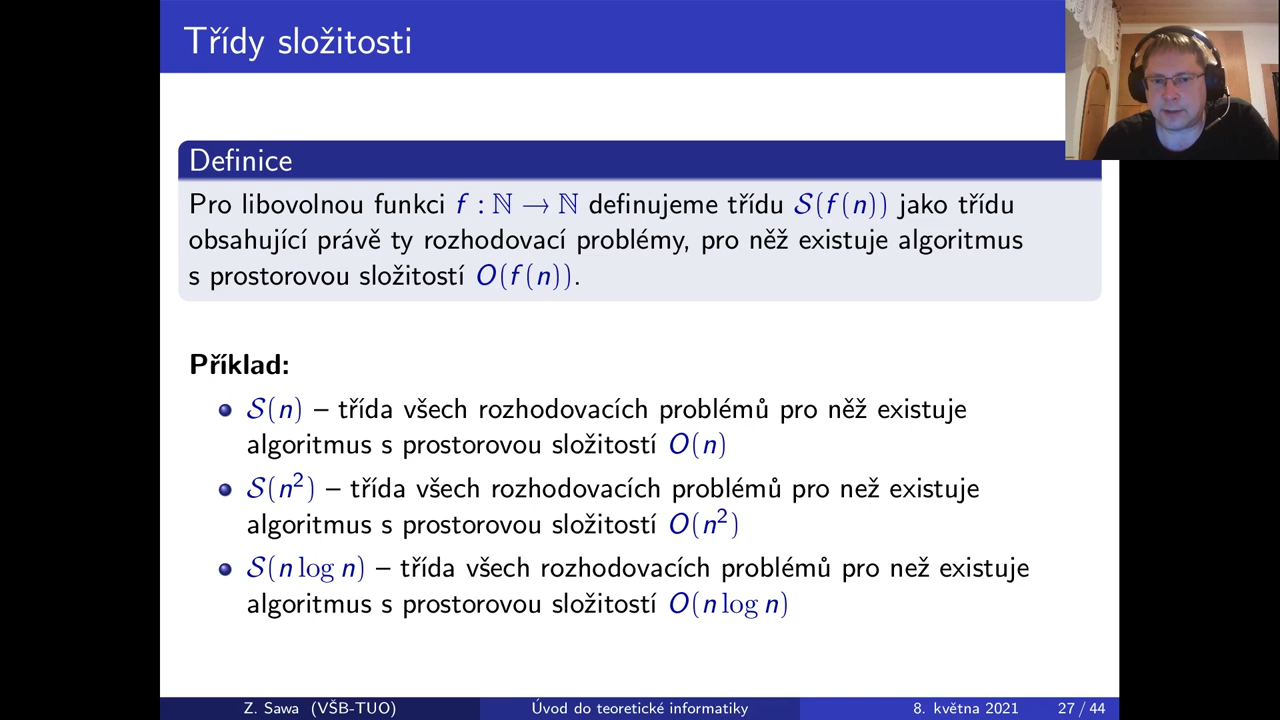 Třídy složitosti
Definice
Pro libovolnou funkci f : ℕ → ℕ definujeme třídu S(f(n)) jako třídu
obsahující právě ty rozhodovací problémy, pro něž existuje algoritmus
s prostorovou složitostí O(f(n)).
Příklad:
S(n) – třída všech rozhodovacích problémů pro něž existuje
algoritmus s prostorovou složitostí O(n)
S(n²) – třída všech rozhodovacích problémů pro než existuje
algoritmus s prostorovou složitostí O(n²)
S(n log n) – třída všech rozhodovacích problémů pro než existuje
algoritmus s prostorovou složitostí O(n log n)
Z. Sawa (VŠB-TUO) Úvod do teoretické informatiky 8. května 2021 27 / 44